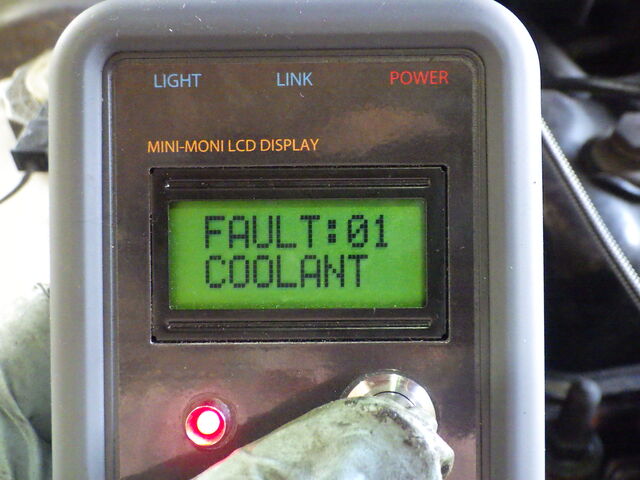 LIGHT LINK POWER
MINI-MONI LCD DISPLAY
FAULT:01
COOLANT